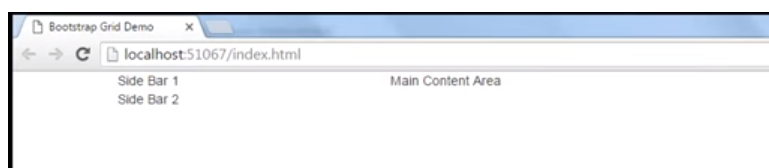 Bootstrap Grid Demo
localhost:51067/index.html
Side Bar 1
Side Bar 2
Main Content Area